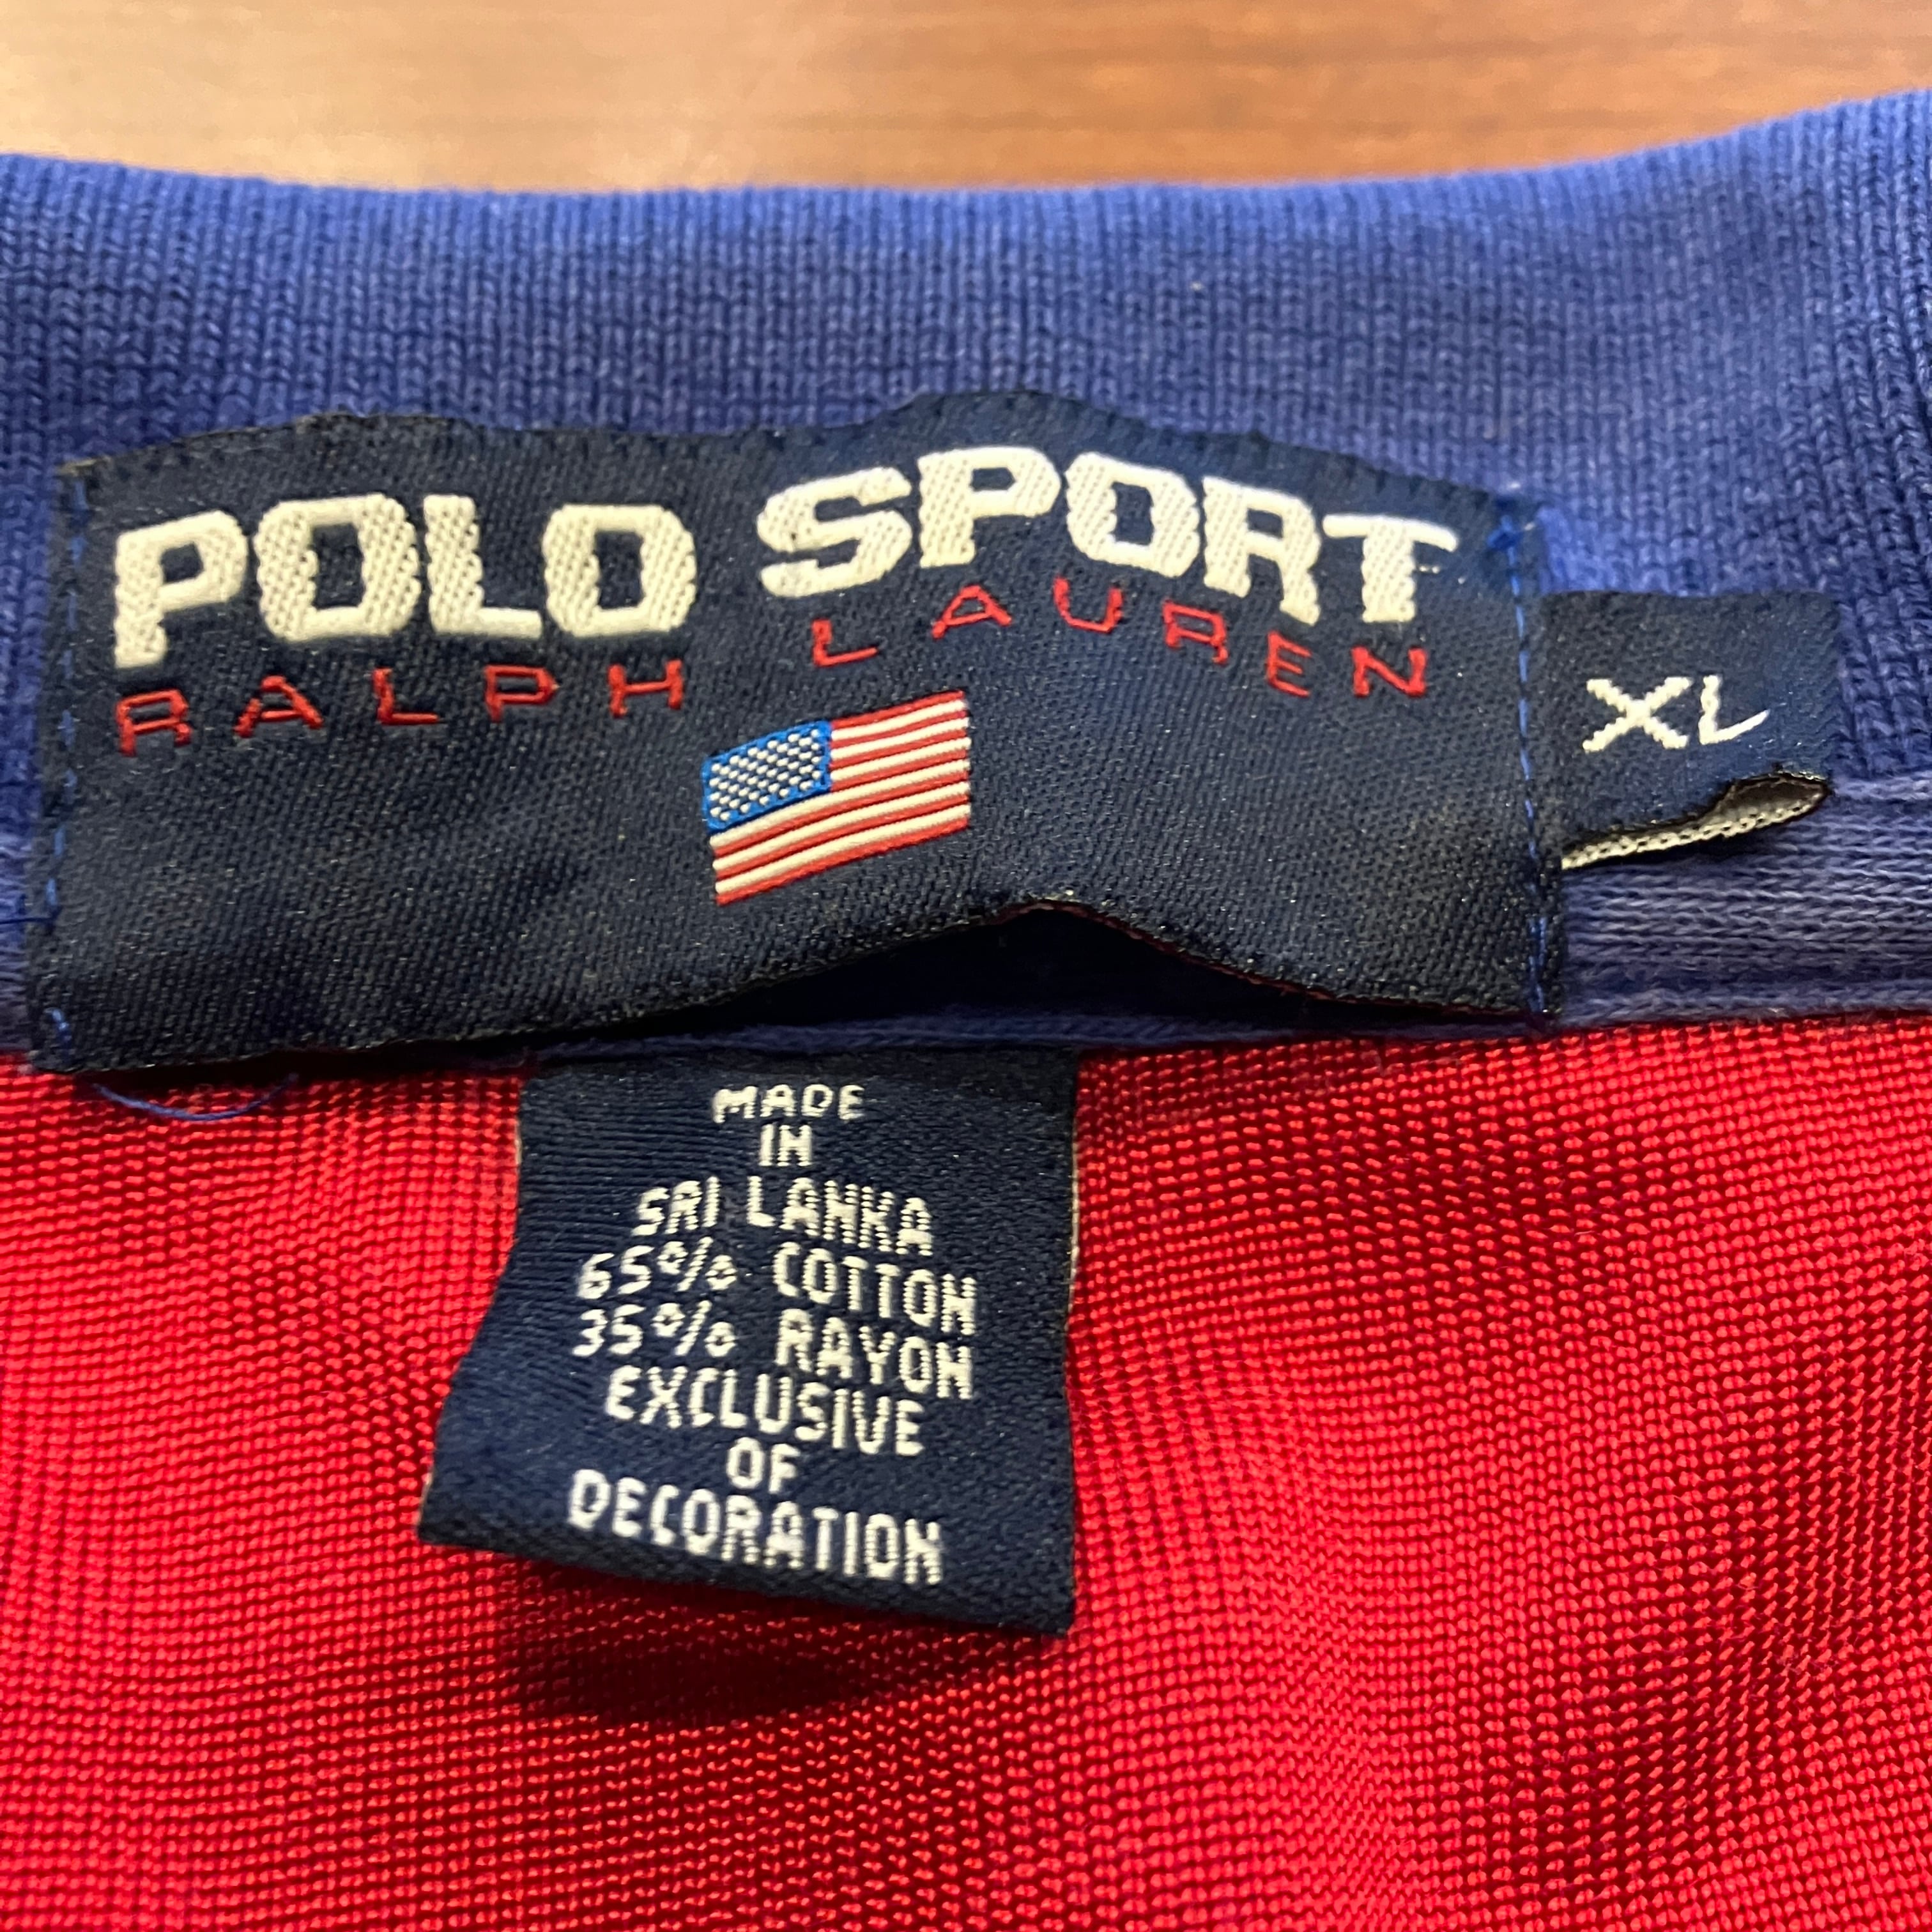 POLO SPORT
RALPH LAUREN
XL
MADE
IN
SRI LANKA
65% COTTON
35% RAYON
EXCLUSIVE
OF
DECORATION